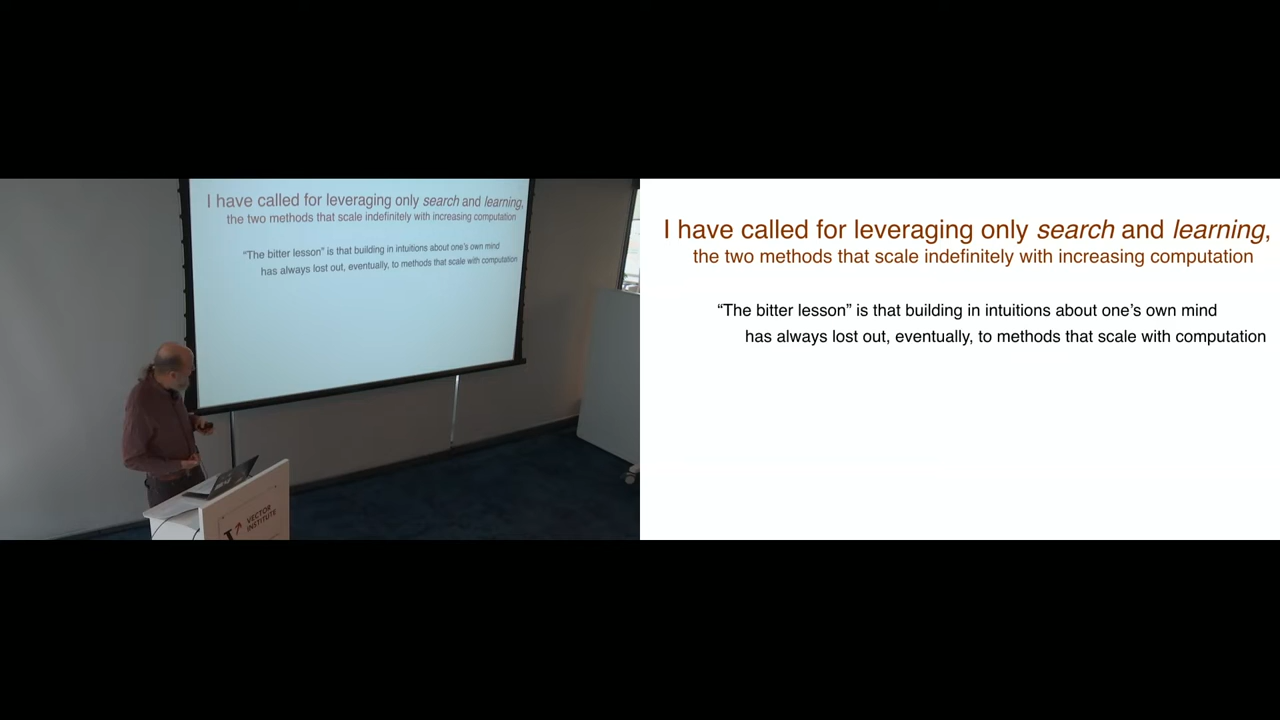 I have called for leveraging only search and learning,
the two methods that scale indefinitely with increasing computation
“The bitter lesson” is that building in intuitions about one’s own mind
has always lost out, eventually, to methods that scale with computation
VECTOR
INSTITUTE
I have called for leveraging only search and learning,
the two methods that scale indefinitely with increasing computation
“The bitter lesson” is that building in intuitions about one’s own mind
has always lost out, eventually, to methods that scale with computation